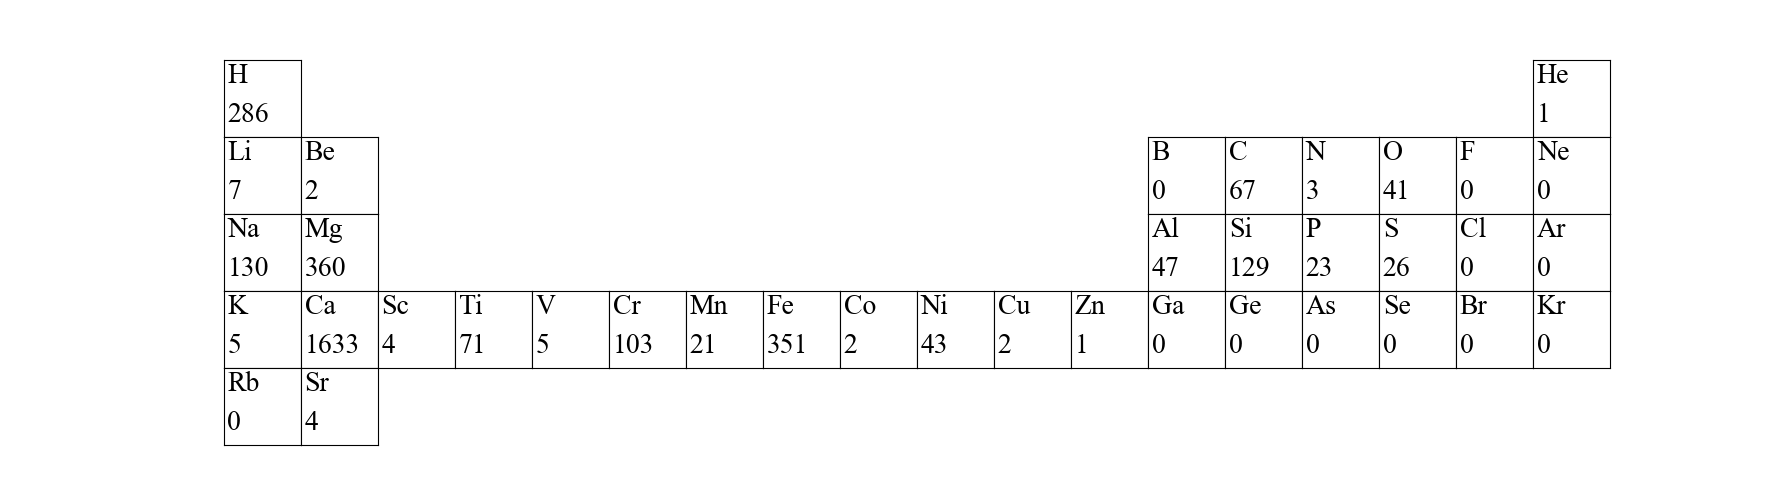 H He
286 1
Li Be B C N O F Ne
7 2 0 67 3 41 0 0
Na Mg Al Si P S Cl Ar
130 360 47 129 23 26 0 0
K Ca Sc Ti V Cr Mn Fe Co Ni Cu Zn Ga Ge As Se Br Kr
5 1633 4 71 5 103 21 351 2 43 2 1 0 0 0 0 0 0
Rb Sr
0 4